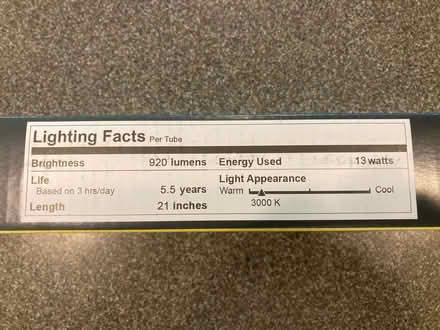 Lighting Facts Per Tube
Brightness 920 lumens
Life
Based on 3 hrs/day 5.5 years
Length 21 inches
Energy Used 13 watts
Light Appearance
Warm Cool
3000 K